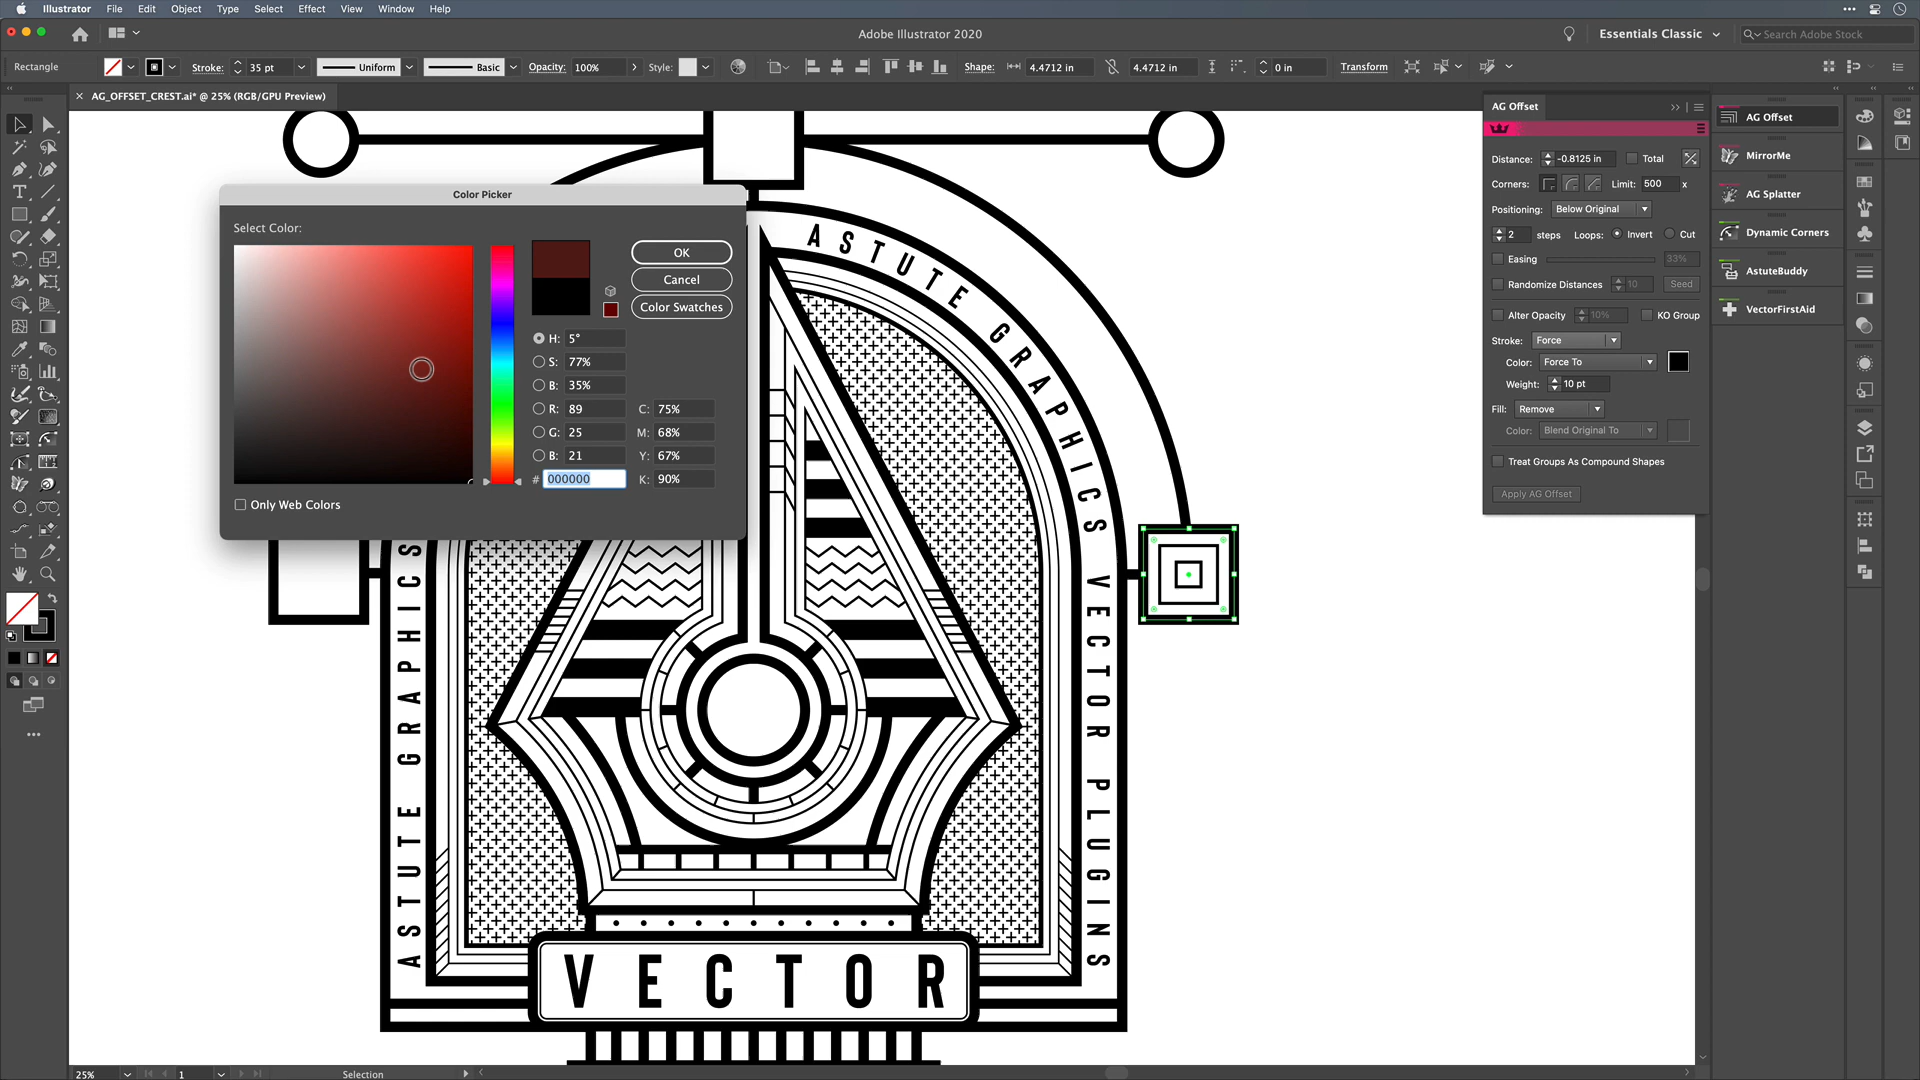 Illustrator File Edit Object Type Select Effect View Window Help
Adobe Illustrator 2020
Essentials Classic
Search Adobe Stock
Rectangle
Stroke: 35 pt
Uniform
Basic
Opacity: 100%
Style:
Shape: 4.4712 in
4.4712 in
0 in
Transform
× AG_OFFSET_CREST.ai* @ 25% (RGB/GPU Preview)
Color Picker
Select Color:
OK
Cancel
Color Swatches
H: 5°
S: 77%
B: 35%
R: 89 C: 75%
G: 25 M: 68%
B: 21 Y: 67%
# 000000 K: 90%
Only Web Colors
ASTUTE GRAPHICS VECTOR PLUGINS
ASTUTE GRAPHICS
VECTOR
AG Offset
Distance: -0.8125 in Total
Corners: Limit: 500 x
Positioning: Below Original
2 steps Loops: Invert Cut
Easing 33%
Randomize Distances 10 Seed
Alter Opacity 10% KO Group
Stroke: Force
Color: Force To
Weight: 10 pt
Fill: Remove
Color: Blend Original To
Treat Groups As Compound Shapes
Apply AG Offset
AG Offset
MirrorMe
AG Splatter
Dynamic Corners
AstuteBuddy
VectorFirstAid
25% 1 Selection